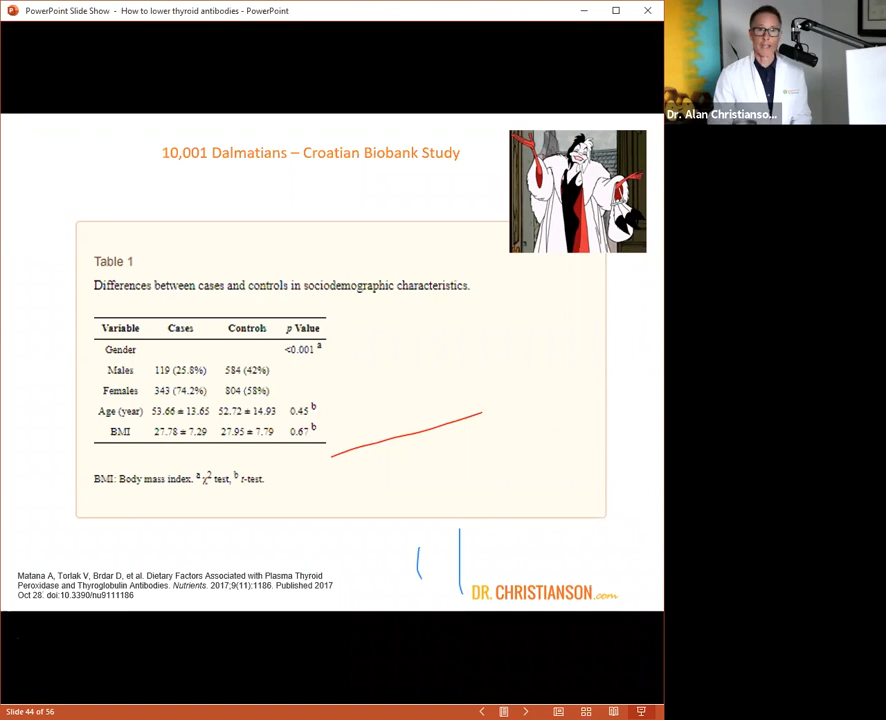 PowerPoint Slide Show - How to lower thyroid antibodies - PowerPoint
Dr. Alan Christianso...
10,001 Dalmatians – Croatian Biobank Study
Table 1
Differences between cases and controls in sociodemographic characteristics.
Variable Cases Controls p Value
Gender <0.001 a
Males 119 (25.8%) 584 (42%)
Females 343 (74.2%) 804 (58%)
Age (year) 53.66 ± 13.65 52.72 ± 14.93 0.45 b
BMI 27.78 ± 7.29 27.95 ± 7.79 0.67 b
BMI: Body mass index. a χ2 test, b t-test.
Matana A, Torlak V, Brdar D, et al. Dietary Factors Associated with Plasma Thyroid
Peroxidase and Thyroglobulin Antibodies. Nutrients. 2017;9(11):1186. Published 2017
Oct 28. doi:10.3390/nu9111186
DR. CHRISTIANSON.com
Slide 44 of 56